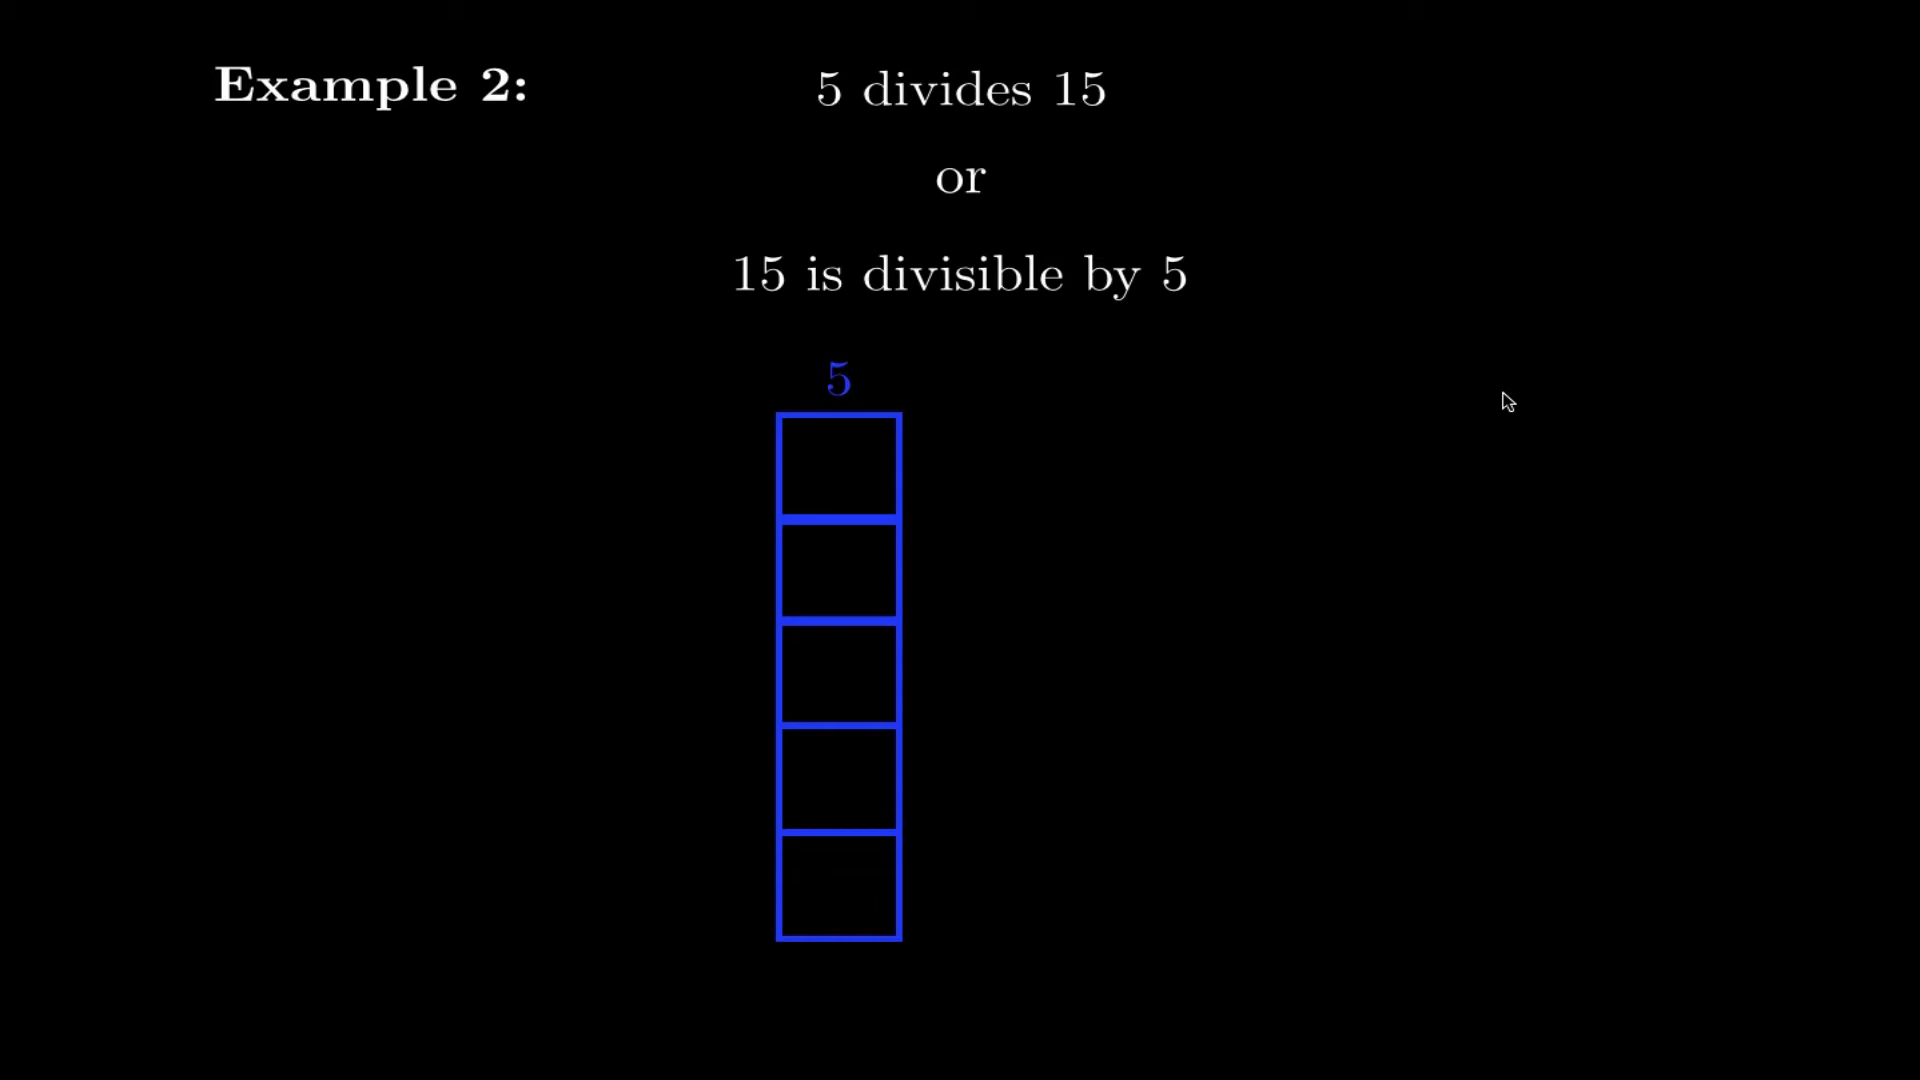 Example 2:
5 divides 15
or
15 is divisible by 5
5